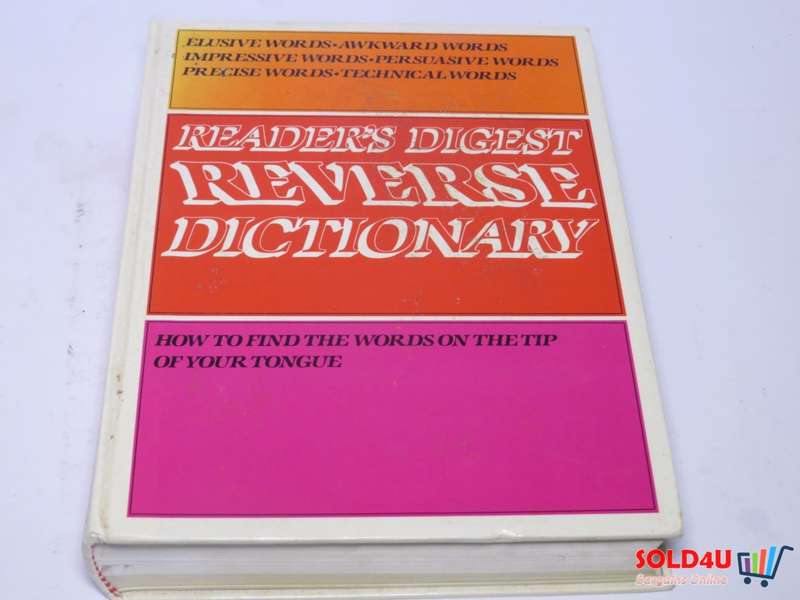 ELUSIVE WORDS • AWKWARD WORDS
IMPRESSIVE WORDS • PERSUASIVE WORDS
PRECISE WORDS • TECHNICAL WORDS
READER'S DIGEST
REVERSE
DICTIONARY
HOW TO FIND THE WORDS ON THE TIP
OF YOUR TONGUE
SOLD4U
Bargains Online